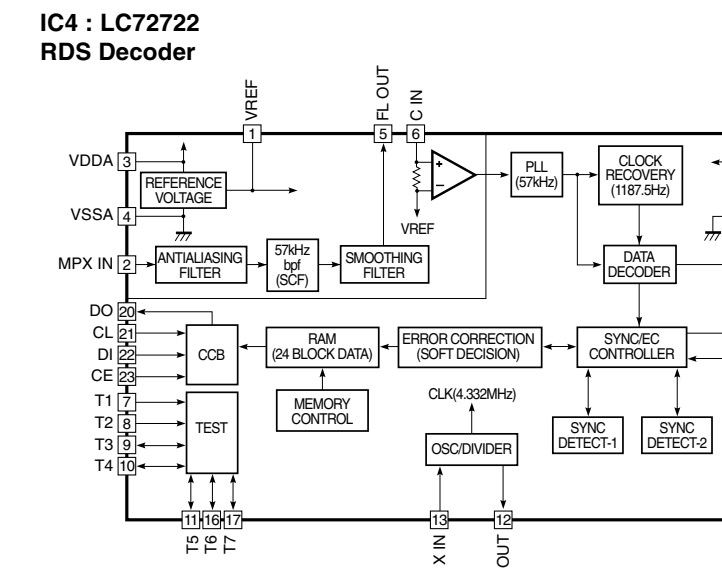 IC4 : LC72722
RDS Decoder
VREF
FL OUT
C IN
1
5
6
VDDA 3
REFERENCE
VOLTAGE
VSSA 4
+
−
VREF
PLL
(57kHz)
CLOCK
RECOVERY
(1187.5Hz)
MPX IN 2
ANTIALIASING
FILTER
57kHz
bpf
(SCF)
SMOOTHING
FILTER
DATA
DECODER
DO 20
CL 21
DI 22
CE 23
CCB
RAM
(24 BLOCK DATA)
ERROR CORRECTION
(SOFT DECISION)
SYNC/EC
CONTROLLER
MEMORY
CONTROL
CLK(4.332MHz)
T1 7
T2 8
T3 9
T4 10
TEST
OSC/DIVIDER
SYNC
DETECT-1
SYNC
DETECT-2
11 16 17
13
12
T5
T6
T7
X IN
OUT